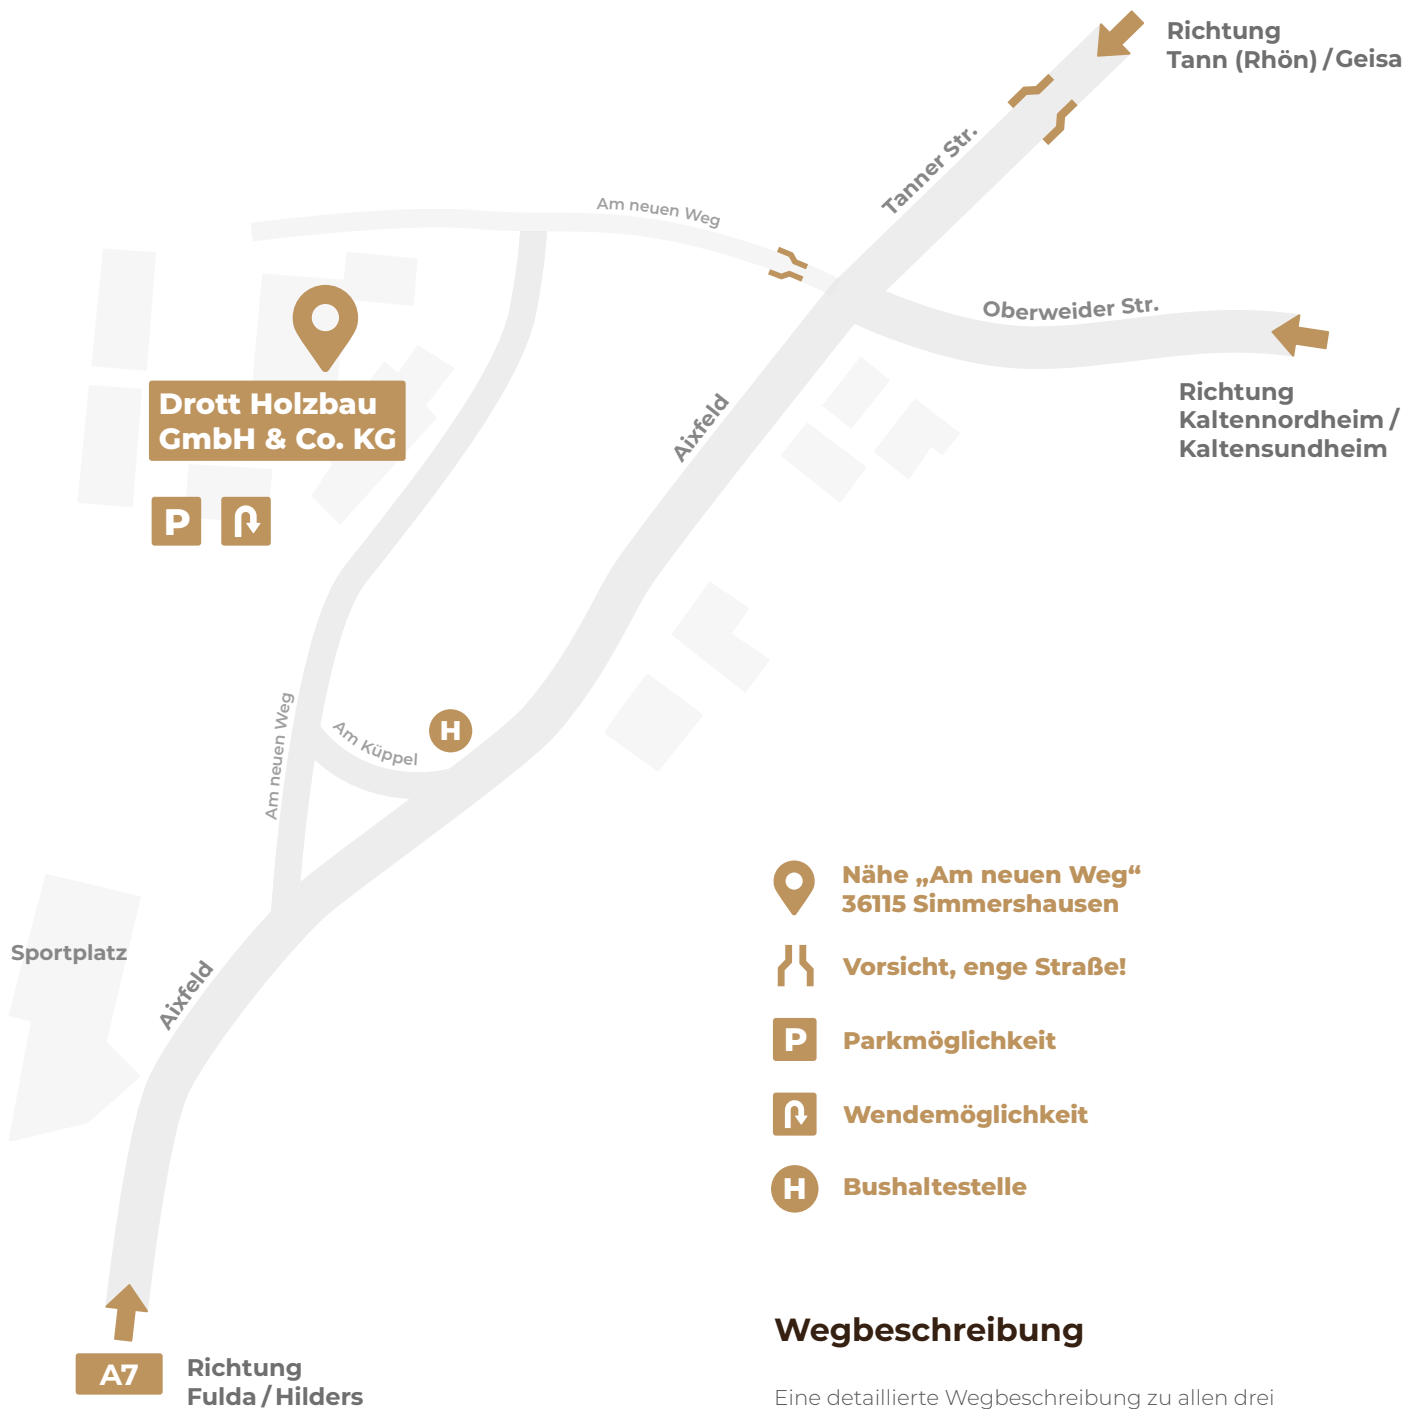 Richtung
Tann (Rhön) / Geisa
Tanner Str.
Am neuen Weg
Oberweider Str.
Richtung
Kaltennordheim /
Kaltensundheim
Drott Holzbau
GmbH & Co. KG
P
Aixfeld
Am neuen Weg
Am Küppel
H
Sportplatz
Aixfeld
Nähe „Am neuen Weg“
36115 Simmershausen
Vorsicht, enge Straße!
P Parkmöglichkeit
Wendemöglichkeit
H Bushaltestelle
A7
Richtung
Fulda / Hilders
Wegbeschreibung
Eine detaillierte Wegbeschreibung zu allen drei